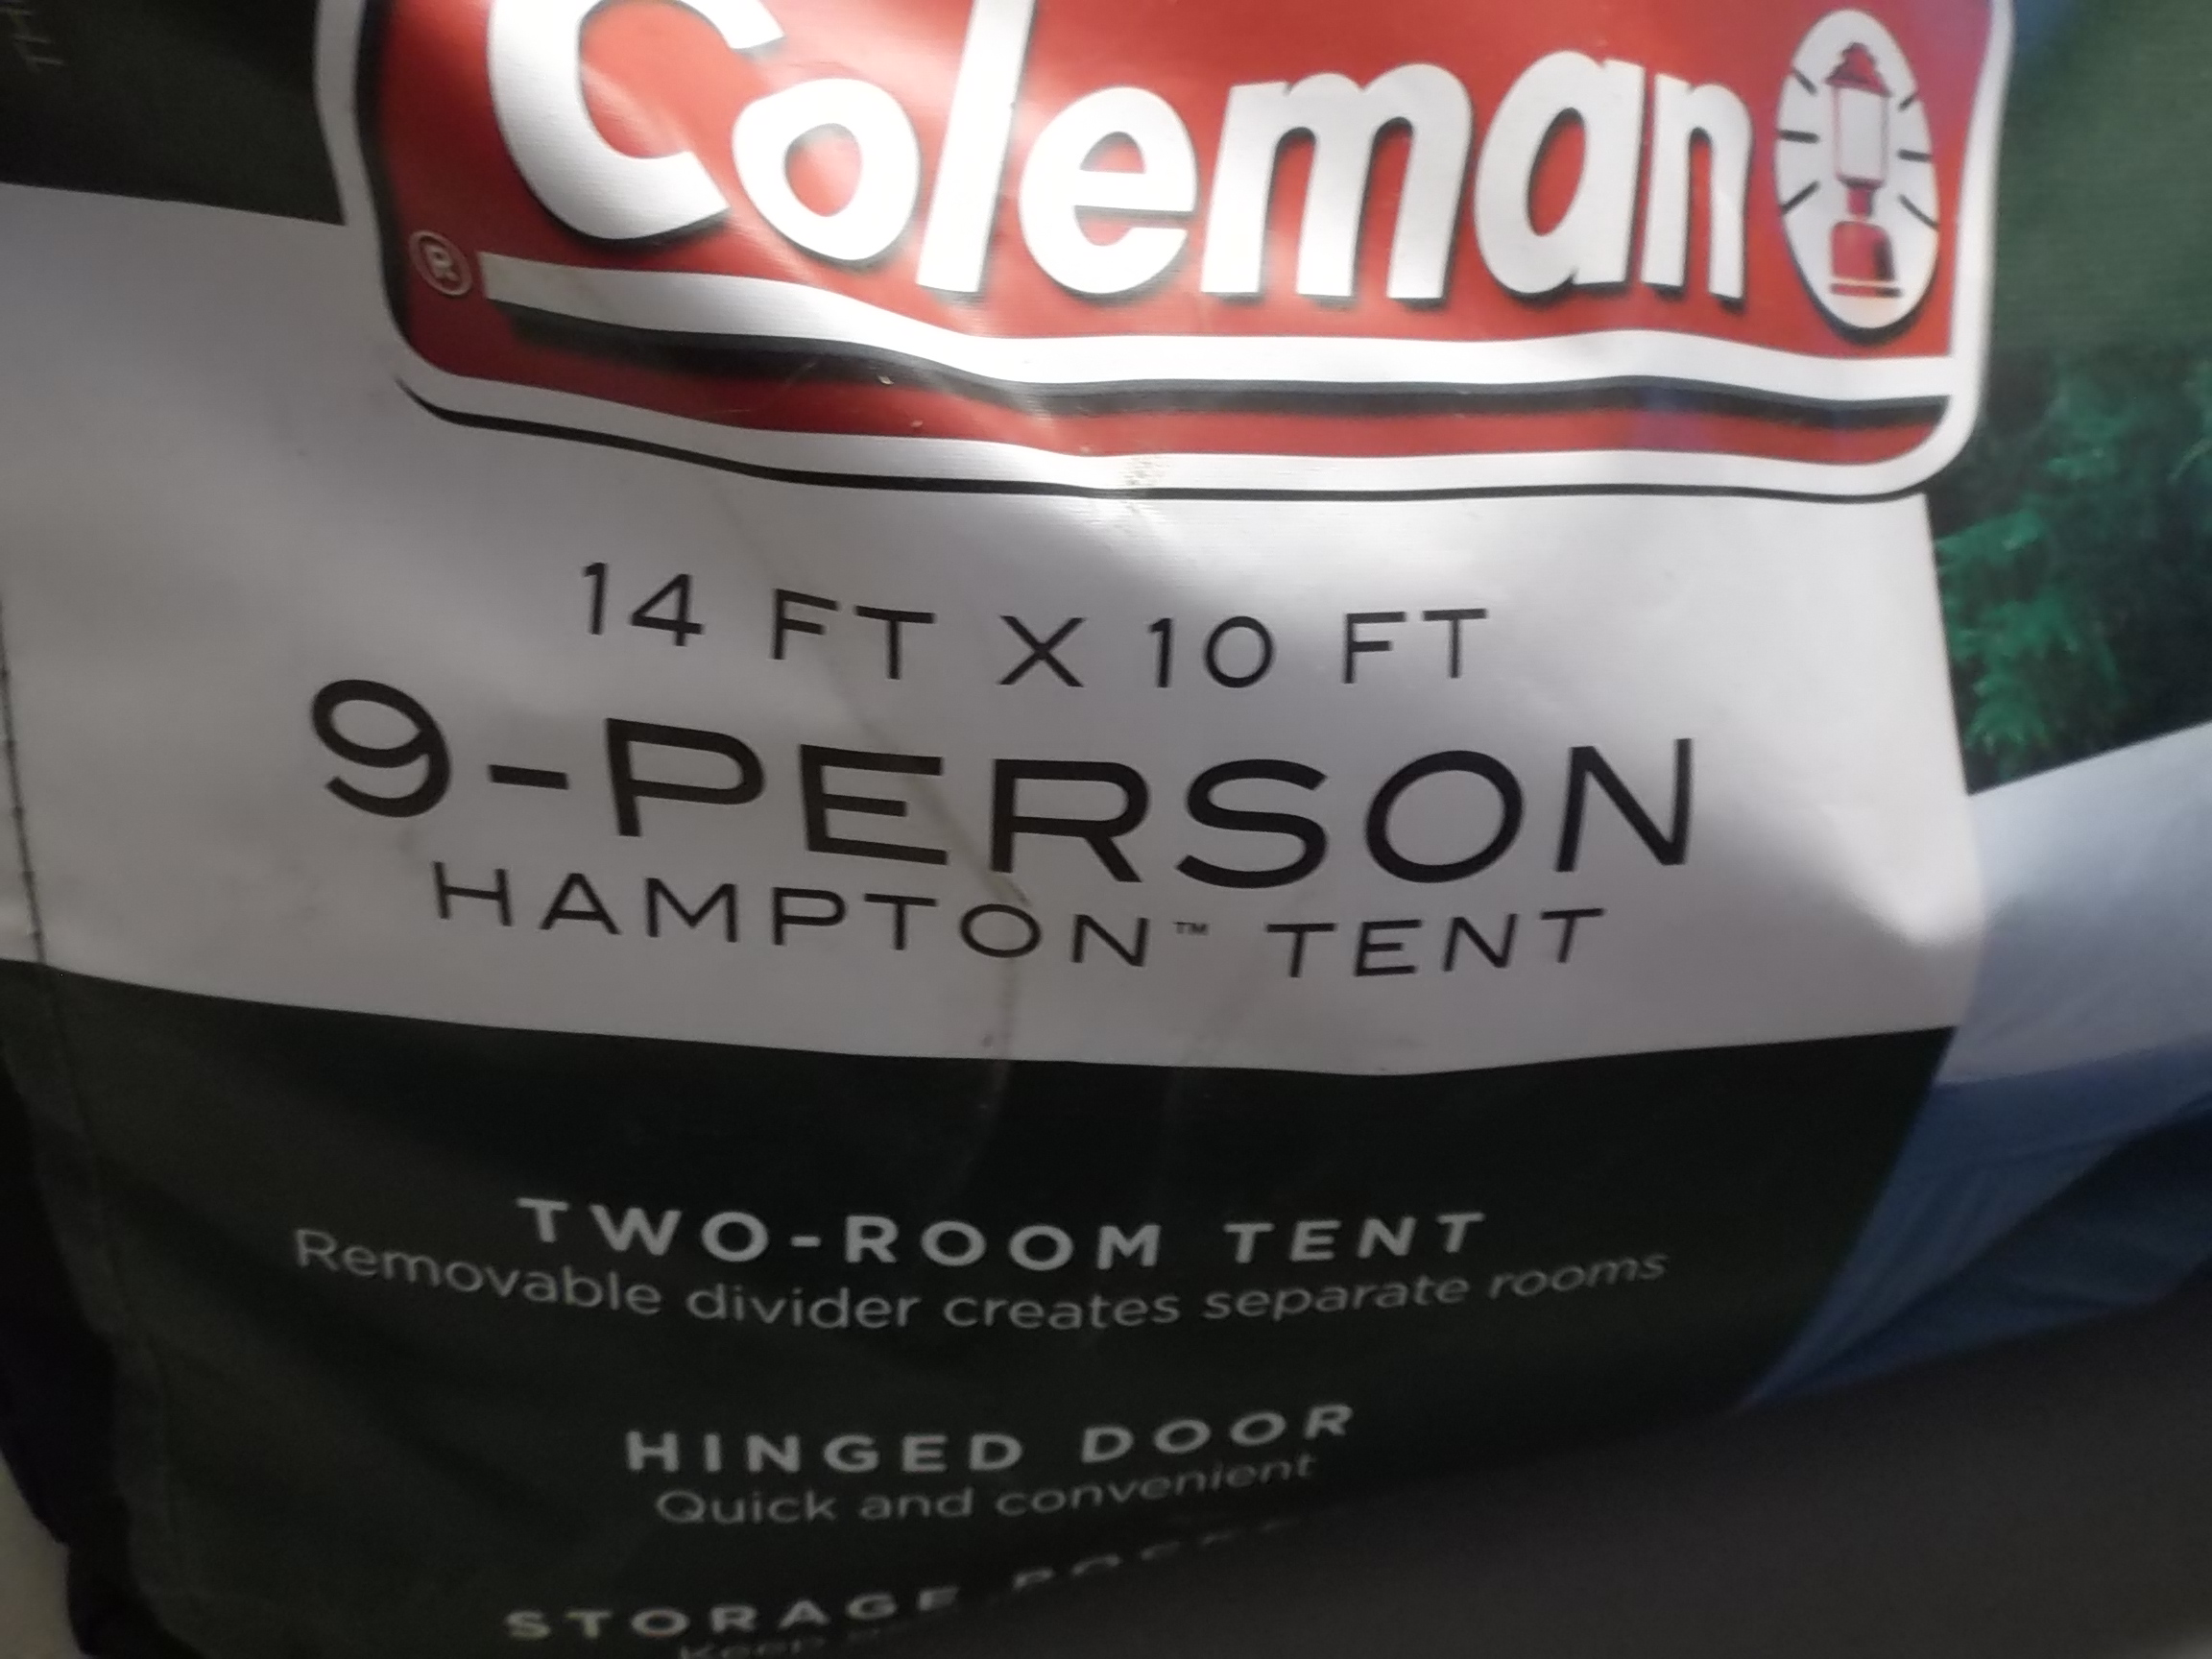 Coleman
®
14 FT X 10 FT
9-PERSON
HAMPTON™ TENT
TWO-ROOM TENT
Removable divider creates separate rooms
HINGED DOOR
Quick and convenient
STORAGE